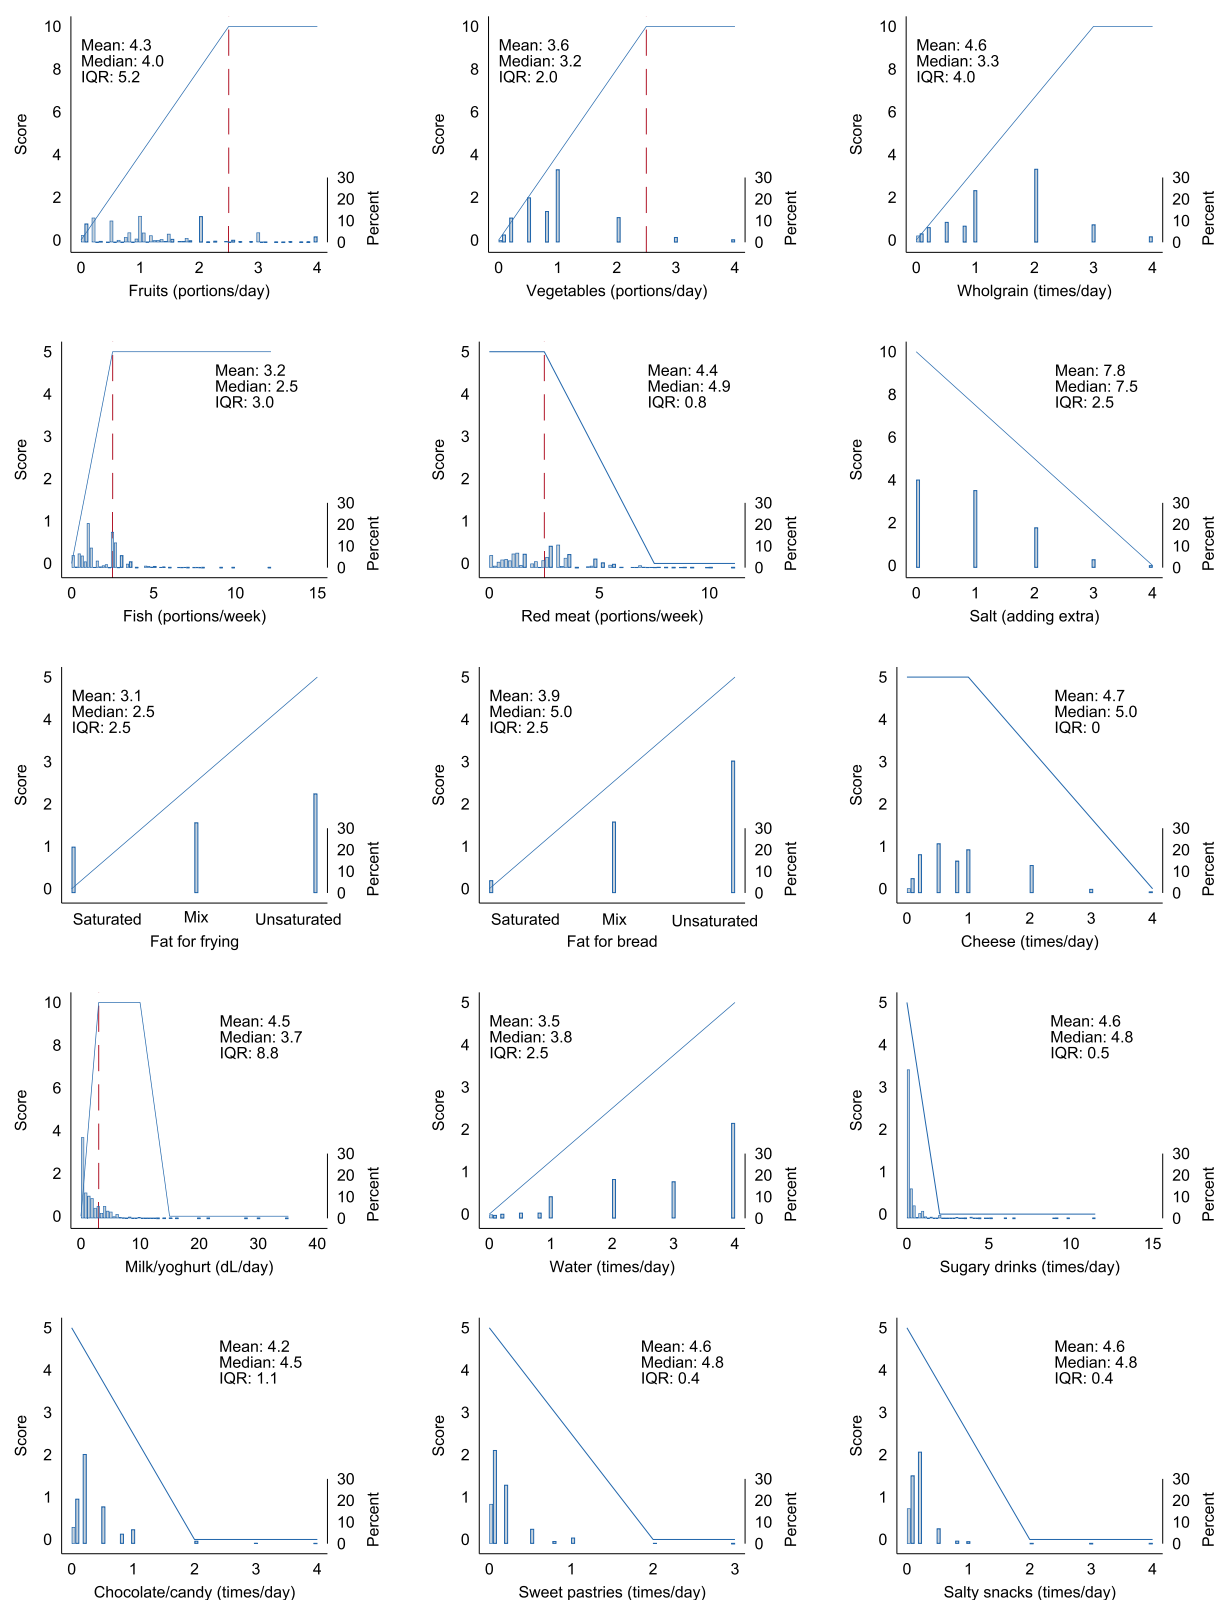 10
8
6
4
2
0
Score
Mean: 4.3
Median: 4.0
IQR: 5.2
30
20
10
0
Percent
0 1 2 3 4
Fruits (portions/day)
10
8
6
4
2
0
Score
Mean: 3.6
Median: 3.2
IQR: 2.0
30
20
10
0
Percent
0 1 2 3 4
Vegetables (portions/day)
10
8
6
4
2
0
Score
Mean: 4.6
Median: 3.3
IQR: 4.0
30
20
10
0
Percent
0 1 2 3 4
Wholgrain (times/day)
5
4
3
2
1
0
Score
Mean: 3.2
Median: 2.5
IQR: 3.0
30
20
10
0
Percent
0 5 10 15
Fish (portions/week)
5
4
3
2
1
0
Score
Mean: 4.4
Median: 4.9
IQR: 0.8
30
20
10
0
Percent
0 5 10
Red meat (portions/week)
10
8
6
4
2
0
Score
Mean: 7.8
Median: 7.5
IQR: 2.5
30
20
10
0
Percent
0 1 2 3 4
Salt (adding extra)
5
4
3
2
1
0
Score
Mean: 3.1
Median: 2.5
IQR: 2.5
30
20
10
0
Percent
Saturated Mix Unsaturated
Fat for frying
5
4
3
2
1
0
Score
Mean: 3.9
Median: 5.0
IQR: 2.5
30
20
10
0
Percent
Saturated Mix Unsaturated
Fat for bread
5
4
3
2
1
0
Score
Mean: 4.7
Median: 5.0
IQR: 0
30
20
10
0
Percent
0 1 2 3 4
Cheese (times/day)
10
8
6
4
2
0
Score
Mean: 4.5
Median: 3.7
IQR: 8.8
30
20
10
0
Percent
0 10 20 30 40
Milk/yoghurt (dL/day)
5
4
3
2
1
0
Score
Mean: 3.5
Median: 3.8
IQR: 2.5
30
20
10
0
Percent
0 1 2 3 4
Water (times/day)
5
4
3
2
1
0
Score
Mean: 4.6
Median: 4.8
IQR: 0.5
30
20
10
0
Percent
0 5 10 15
Sugary drinks (times/day)
5
4
3
2
1
0
Score
Mean: 4.2
Median: 4.5
IQR: 1.1
30
20
10
0
Percent
0 1 2 3 4
Chocolate/candy (times/day)
5
4
3
2
1
0
Score
Mean: 4.6
Median: 4.8
IQR: 0.4
30
20
10
0
Percent
0 1 2 3
Sweet pastries (times/day)
5
4
3
2
1
0
Score
Mean: 4.6
Median: 4.8
IQR: 0.4
30
20
10
0
Percent
0 1 2 3 4
Salty snacks (times/day)